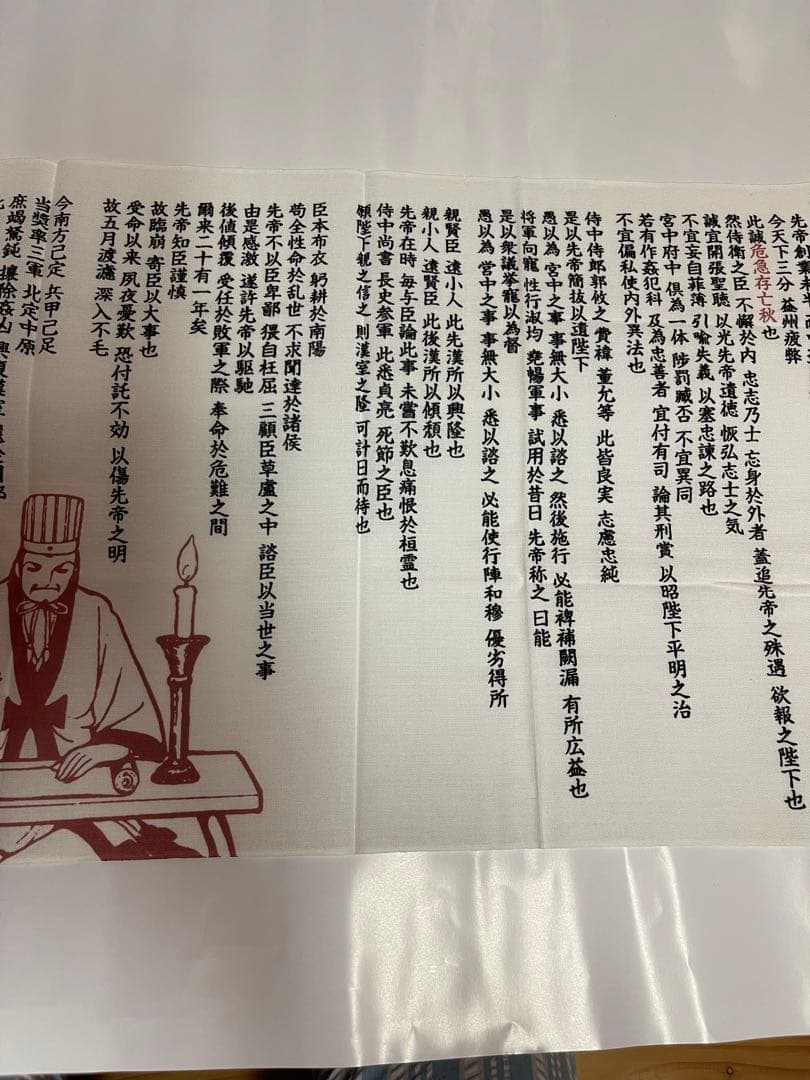 先帝創業未半 而中
今天下三分 益州疲弊
此誠危急存亡秋也
然侍衛之臣 不懈於内 忠志乃士 忘身於外者 蓋追先帝之殊遇 欲報之陛下也
誠宜開張聖聴 以光先帝遺徳 恢弘志士之気
不宜妄自菲薄 引喩失義 以塞忠諫之路也
宮中府中 倶為一体 陟罰臧否 不宜異同
若有作姦犯科 及為忠善者 宜付有司 論其刑賞 以昭陛下平明之治
不宜偏私使内外異法也
侍中侍郎郭攸之 費禕 董允等 此皆良実 志慮忠純
是以先帝簡抜以遺陛下
愚以為 宮中之事 事無大小 悉以諮之 然後施行 必能裨補闕漏 有所広益也
将軍向寵 性行淑均 堯暢軍事 試用於昔日 先帝称之 曰能
是以衆議挙寵以為督
愚以為 営中之事 事無大小 悉以諮之 必能使行陣和穆 優劣得所
親賢臣 遠小人 此先漢所以興隆也
親小人 遠賢臣 此後漢所以傾頽也
先帝在時 毎与臣論此事 未嘗不歎息痛恨於桓霊也
侍中尚書 長史参軍 此悉貞亮 死節之臣也
願陛下親之信之 則漢室之隆 可計日而待也
臣本布衣 躬耕於南陽
苟全性命於乱世 不求聞達於諸侯
先帝不以臣卑鄙 猥自枉屈 三顧臣草廬之中 諮臣以当世之事
由是感激 遂許先帝以駆馳
後値傾覆 受任於敗軍之際 奉命於危難之間
爾来二十有一年矣
先帝知臣謹慎
故臨崩 寄臣以大事也
受命以来 夙夜憂歎 恐付託不効 以傷先帝之明
故五月渡瀘 深入不毛
今南方已定 兵甲已足
当奨率三軍 北定中原
庶竭駑鈍 攘除姦凶 興復漢室 還於旧都